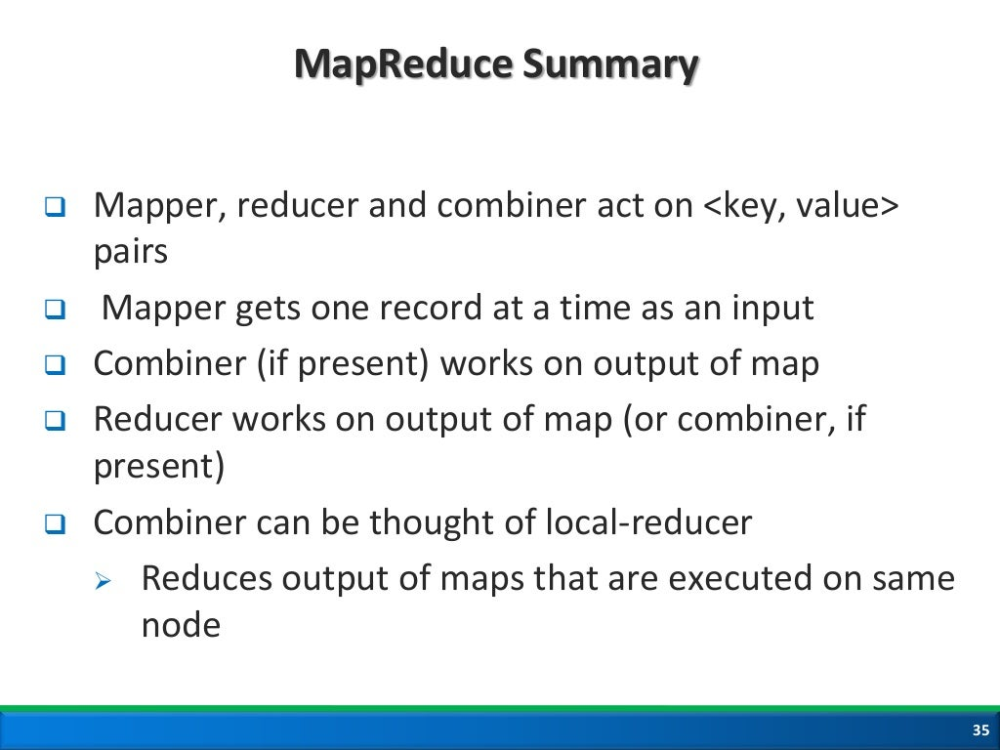 MapReduce Summary
Mapper, reducer and combiner act on <key, value>
pairs
Mapper gets one record at a time as an input
Combiner (if present) works on output of map
Reducer works on output of map (or combiner, if
present)
Combiner can be thought of local-reducer
Reduces output of maps that are executed on same
node
35